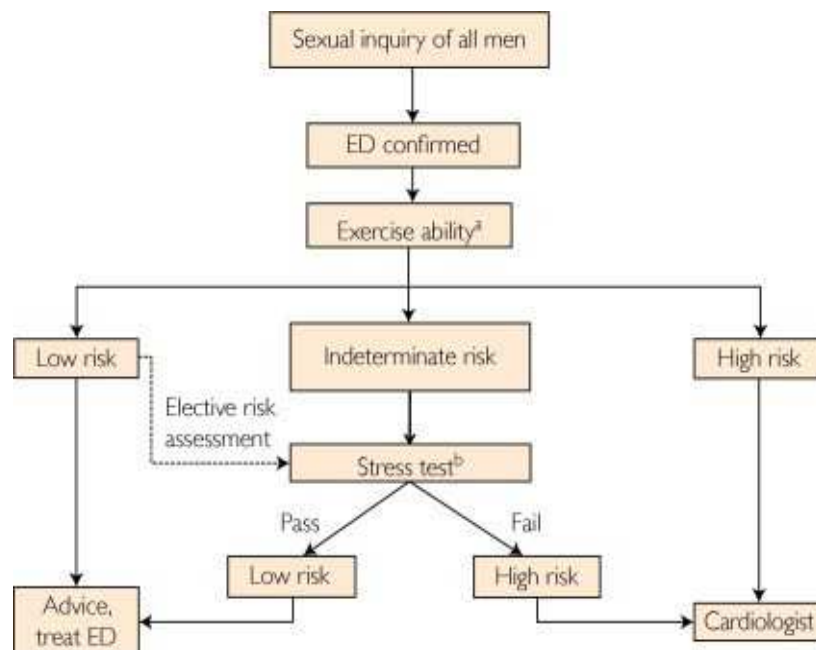 Sexual inquiry of all men
ED confirmed
Exercise abilityᵃ
Low risk
Indeterminate risk
High risk
Elective risk
assessment
Stress testᵇ
Pass
Fail
Low risk
High risk
Advice,
treat ED
Cardiologist